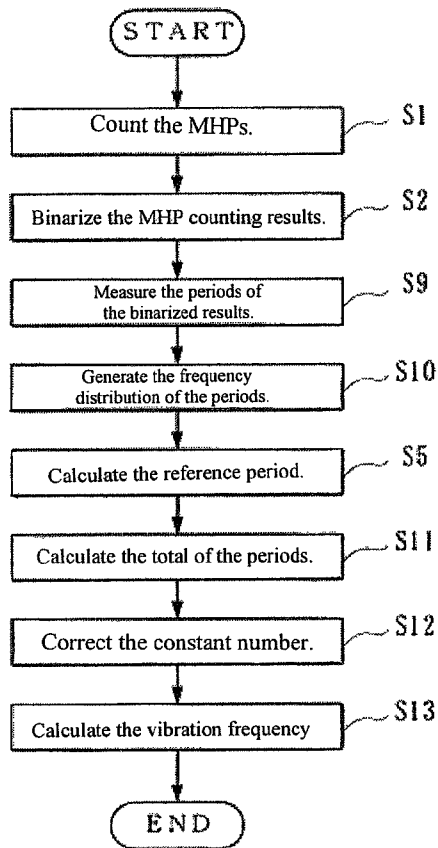 START
Count the MHPs.
S1
Binarize the MHP counting results.
S2
Measure the periods of
the binarized results.
S9
Generate the frequency
distribution of the periods.
S10
Calculate the reference period.
S5
Calculate the total of the periods.
S11
Correct the constant number.
S12
Calculate the vibration frequency
S13
END